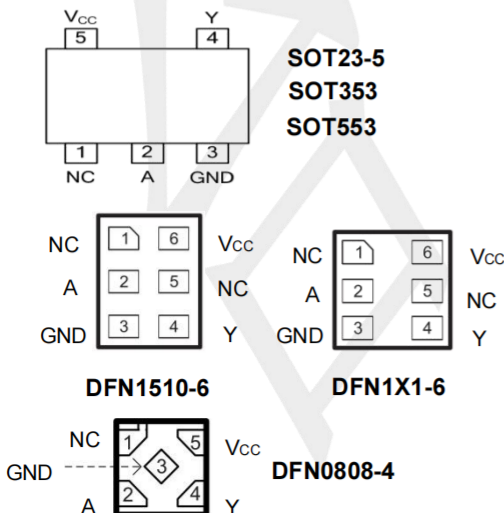 VCC Y
5 4
SOT23-5
SOT353
SOT553
1 2 3
NC A GND
NC 1 6 VCC
A 2 5 NC
GND 3 4 Y
DFN1510-6
NC 1 6 VCC
A 2 5 NC
GND 3 4 Y
DFN1X1-6
NC 1 5 VCC
GND 3
A 2 4 Y
DFN0808-4